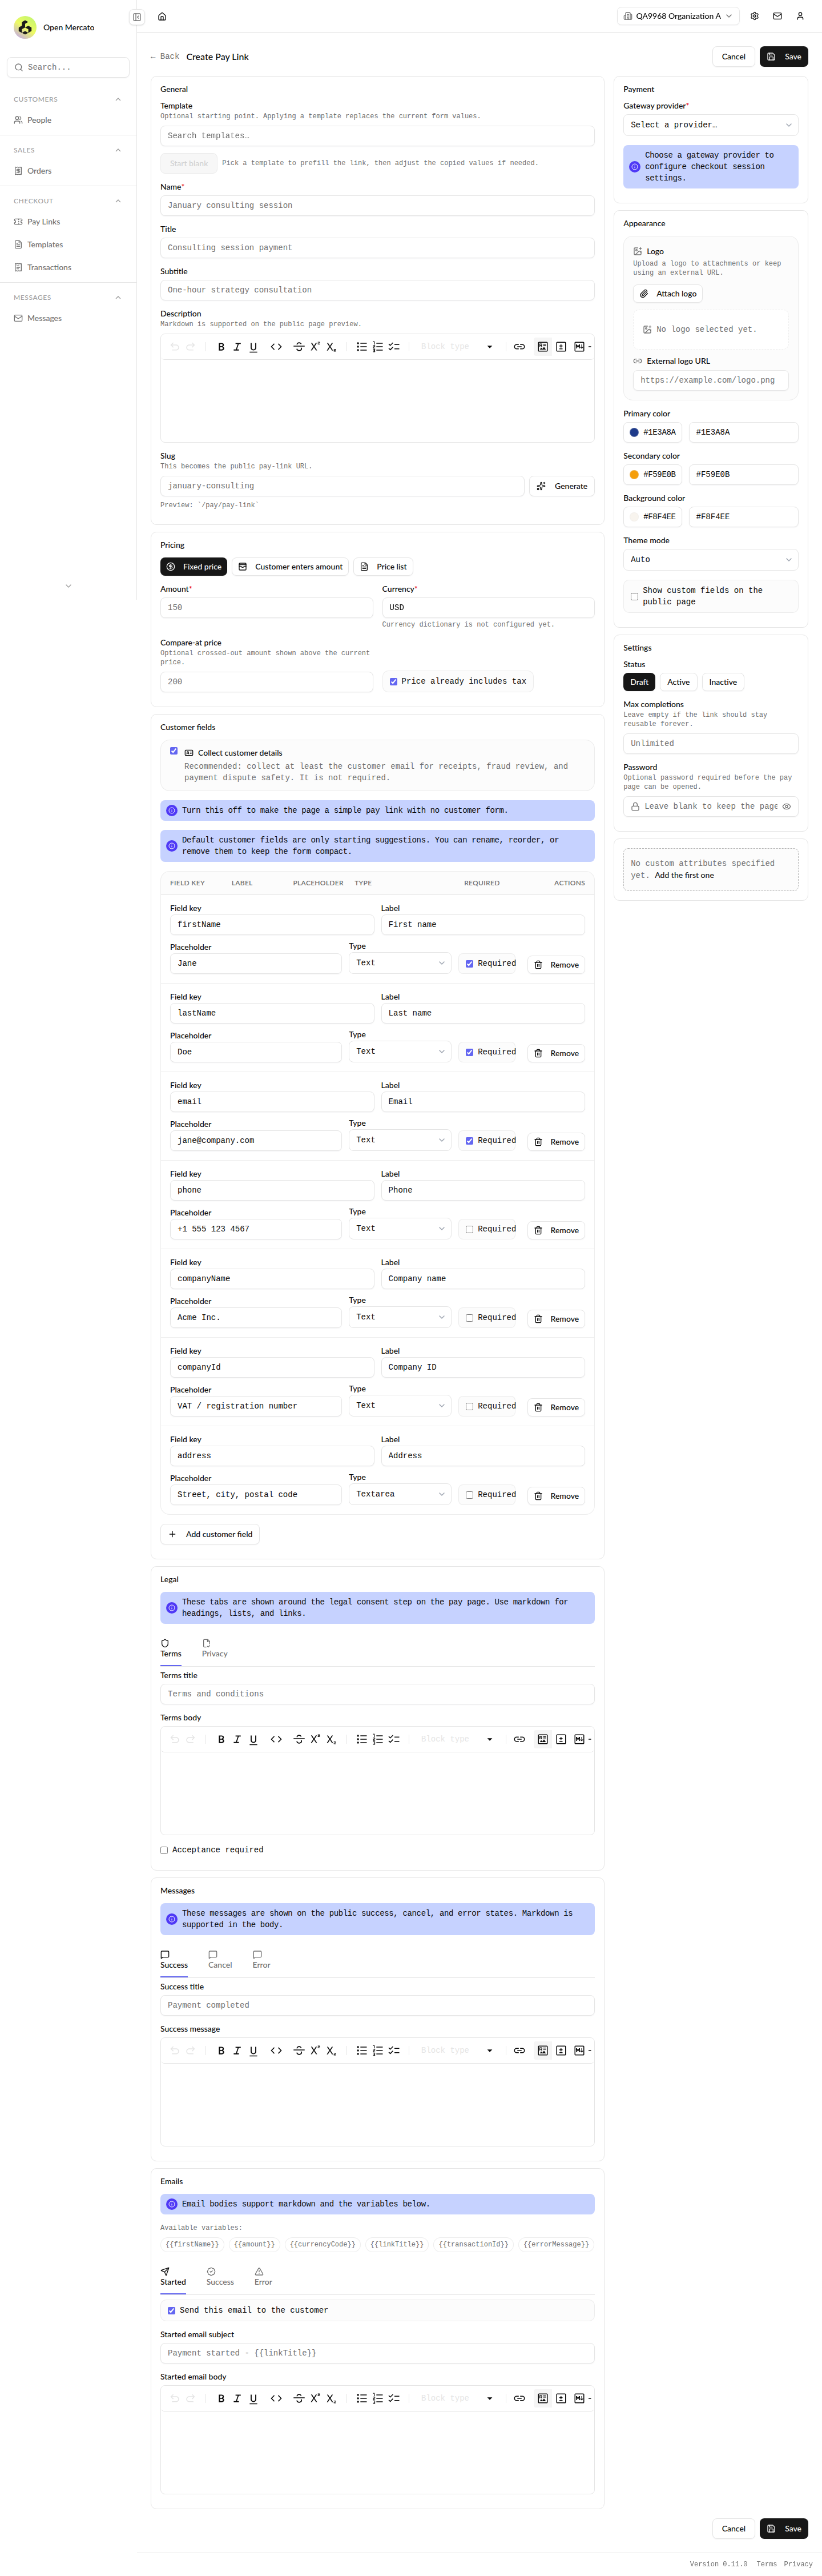 Open Mercato
Search...
CUSTOMERS
People
SALES
Orders
CHECKOUT
Pay Links
Templates
Transactions
MESSAGES
Messages
QA9968 Organization A
← Back Create Pay Link
Cancel
Save
General
Template
Optional starting point. Applying a template replaces the current form values.
Search templates…
Start blank
Pick a template to prefill the link, then adjust the copied values if needed.
Name*
January consulting session
Title
Consulting session payment
Subtitle
One-hour strategy consultation
Description
Markdown is supported on the public page preview.
Block type
Slug
This becomes the public pay-link URL.
january-consulting
Generate
Preview: `/pay/pay-link`
Pricing
Fixed price
Customer enters amount
Price list
Amount*
150
Currency*
USD
Currency dictionary is not configured yet.
Compare-at price
Optional crossed-out amount shown above the current
price.
200
Price already includes tax
Customer fields
Collect customer details
Recommended: collect at least the customer email for receipts, fraud review, and
payment dispute safety. It is not required.
Turn this off to make the page a simple pay link with no customer form.
Default customer fields are only starting suggestions. You can rename, reorder, or
remove them to keep the form compact.
FIELD KEY LABEL PLACEHOLDER TYPE REQUIRED ACTIONS
Field key Label
firstName First name
Placeholder Type
Jane Text Required Remove
Field key Label
lastName Last name
Placeholder Type
Doe Text Required Remove
Field key Label
email Email
Placeholder Type
jane@company.com Text Required Remove
Field key Label
phone Phone
Placeholder Type
+1 555 123 4567 Text Required Remove
Field key Label
companyName Company name
Placeholder Type
Acme Inc. Text Required Remove
Field key Label
companyId Company ID
Placeholder Type
VAT / registration number Text Required Remove
Field key Label
address Address
Placeholder Type
Street, city, postal code Textarea Required Remove
Add customer field
Legal
These tabs are shown around the legal consent step on the pay page. Use markdown for
headings, lists, and links.
Terms Privacy
Terms title
Terms and conditions
Terms body
Block type
Acceptance required
Messages
These messages are shown on the public success, cancel, and error states. Markdown is
supported in the body.
Success Cancel Error
Success title
Payment completed
Success message
Block type
Emails
Email bodies support markdown and the variables below.
Available variables:
{{firstName}} {{amount}} {{currencyCode}} {{linkTitle}} {{transactionId}} {{errorMessage}}
Started Success Error
Send this email to the customer
Started email subject
Payment started - {{linkTitle}}
Started email body
Block type
Payment
Gateway provider*
Select a provider…
Choose a gateway provider to
configure checkout session
settings.
Appearance
Logo
Upload a logo to attachments or keep
using an external URL.
Attach logo
No logo selected yet.
External logo URL
https://example.com/logo.png
Primary color
#1E3A8A #1E3A8A
Secondary color
#F59E0B #F59E0B
Background color
#F8F4EE #F8F4EE
Theme mode
Auto
Show custom fields on the
public page
Settings
Status
Draft Active Inactive
Max completions
Leave empty if the link should stay
reusable forever.
Unlimited
Password
Optional password required before the pay
page can be opened.
Leave blank to keep the page
No custom attributes specified
yet. Add the first one
Cancel
Save
Version 0.11.0 Terms Privacy